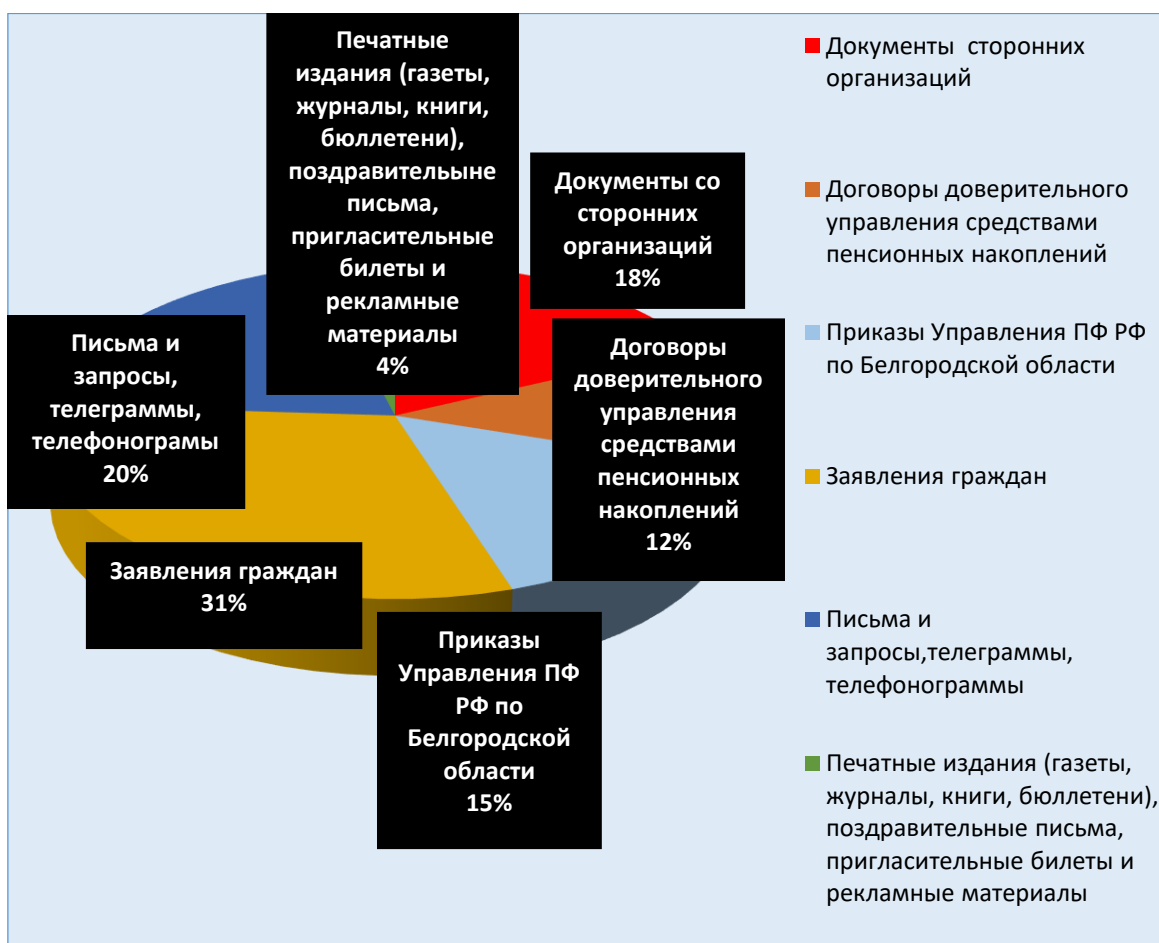 Печатные
издания (газеты,
журналы, книги,
бюллетени),
поздравительыне
письма,
пригласительные
билеты и
рекламные
материалы
4%
Документы со
сторонних
организаций
18%
Договоры
доверительного
управления
средствами
пенсионных
накоплений
12%
Письма и
запросы,
телеграммы,
телефонограмы
20%
Заявления граждан
31%
Приказы
Управления ПФ
РФ по
Белгородской
области
15%
Документы сторонних
организаций
Договоры доверительного
управления средствами
пенсионных накоплений
Приказы Управления ПФ РФ
по Белгородской области
Заявления граждан
Письма и
запросы,телеграммы,
телефонограммы
Печатные издания (газеты,
журналы, книги, бюллетени),
поздравительные письма,
пригласительные билеты и
рекламные материалы